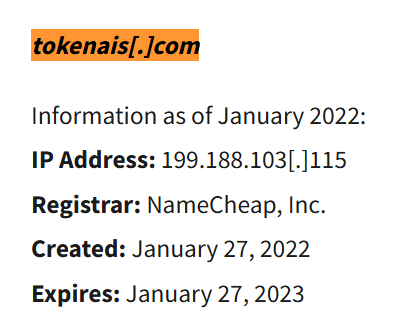 tokenais[.]com
Information as of January 2022:
IP Address: 199.188.103[.]115
Registrar: NameCheap, Inc.
Created: January 27, 2022
Expires: January 27, 2023